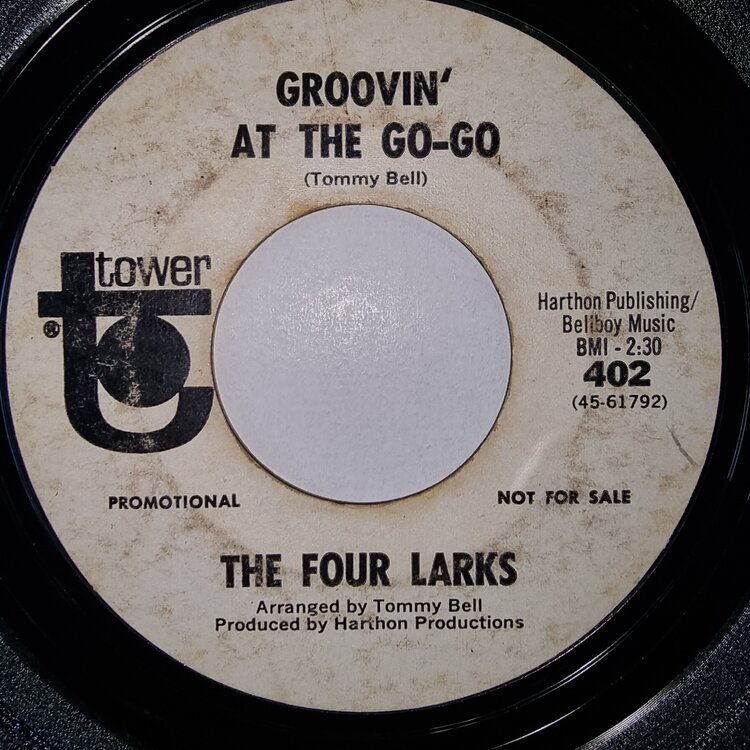 GROOVIN'
AT THE GO-GO
(Tommy Bell)
tower
®
Harthon Publishing/
Bellboy Music
BMI - 2:30
402
(45-61792)
PROMOTIONAL
NOT FOR SALE
THE FOUR LARKS
Arranged by Tommy Bell
Produced by Harthon Productions